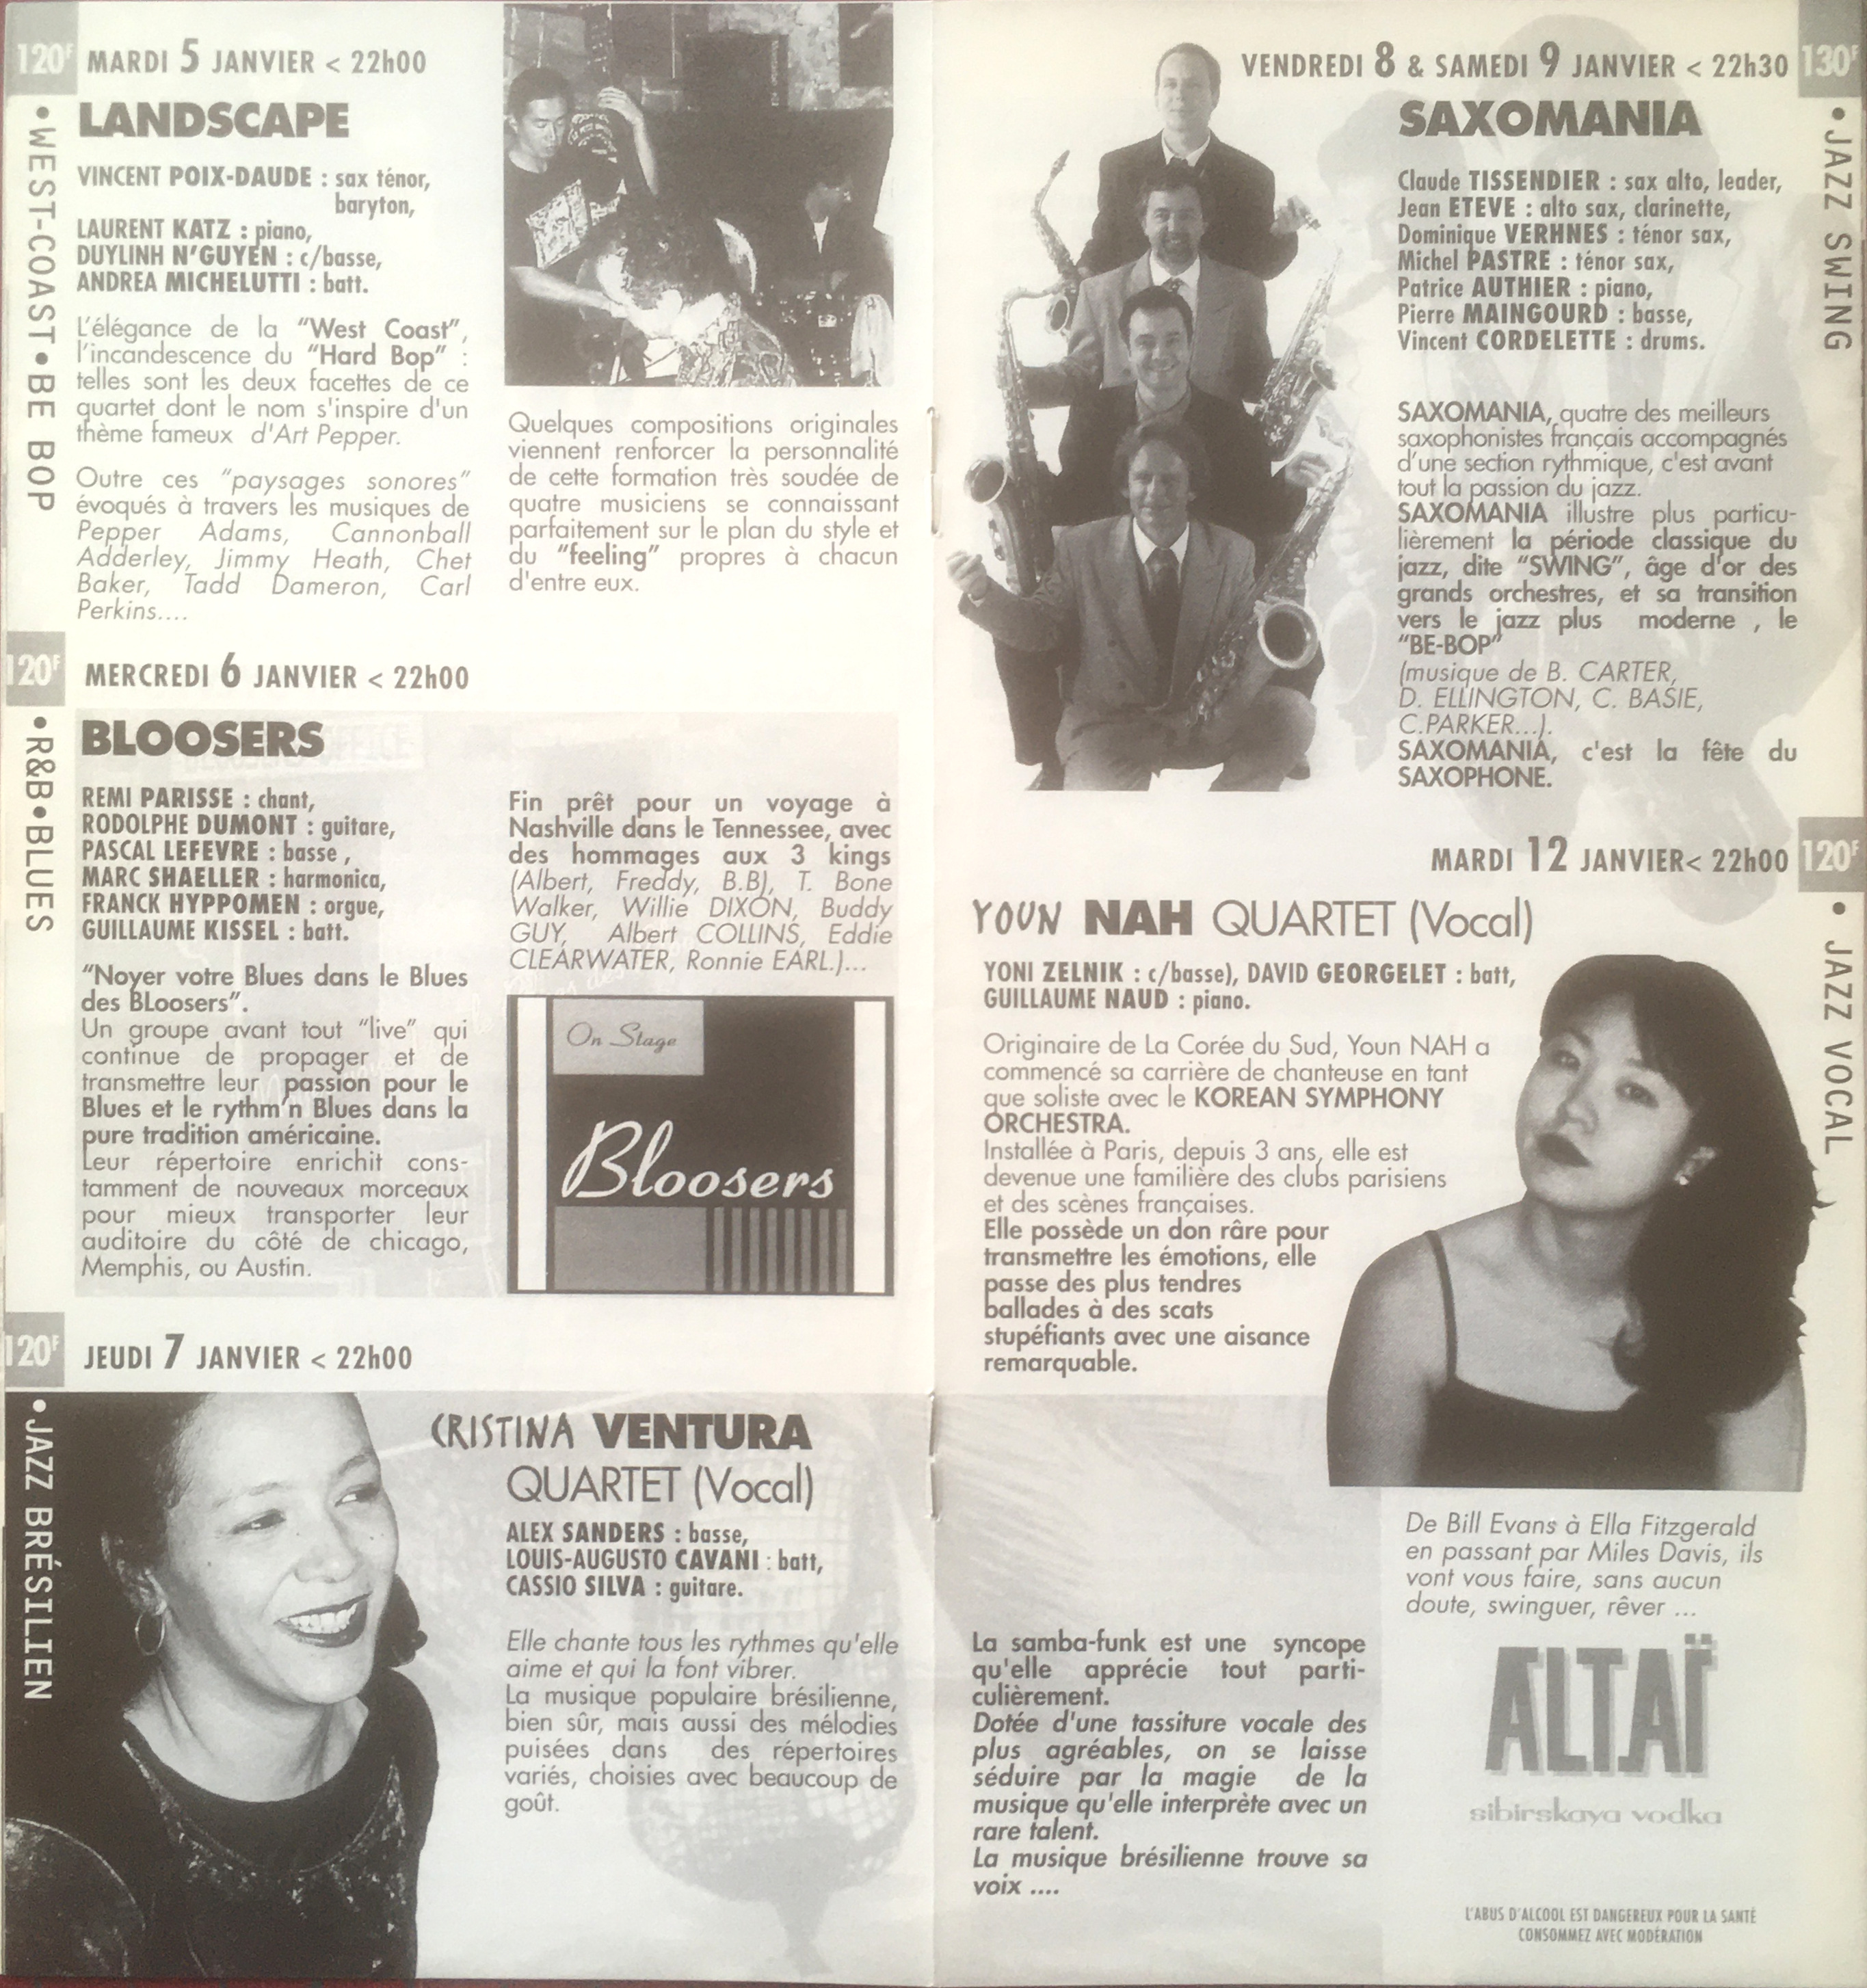 120F MARDI 5 JANVIER < 22h00
• WEST-COAST • BE BOP
LANDSCAPE
VINCENT POIX-DAUDE : sax ténor,
baryton,
LAURENT KATZ : piano,
DUYLINH N'GUYEN : c/basse,
ANDREA MICHELUTTI : batt.
L'élégance de la "West Coast",
l'incandescence du "Hard Bop" :
telles sont les deux facettes de ce
quartet dont le nom s'inspire d'un
thème fameux d'Art Pepper.
Outre ces "paysages sonores"
évoqués à travers les musiques de
Pepper Adams, Cannonball
Adderley, Jimmy Heath, Chet
Baker, Tadd Dameron, Carl
Perkins....
Quelques compositions originales
viennent renforcer la personnalité
de cette formation très soudée de
quatre musiciens se connaissant
parfaitement sur le plan du style et
du "feeling" propres à chacun
d'entre eux.
120F MERCREDI 6 JANVIER < 22h00
• R&B • BLUES
BLOOSERS
REMI PARISSE : chant,
RODOLPHE DUMONT : guitare,
PASCAL LEFEVRE : basse ,
MARC SHAELLER : harmonica,
FRANCK HYPPOMEN : orgue,
GUILLAUME KISSEL : batt.
"Noyer votre Blues dans le Blues
des BLoosers".
Un groupe avant tout "live" qui
continue de propager et de
transmettre leur passion pour le
Blues et le rythm'n Blues dans la
pure tradition américaine.
Leur répertoire enrichit cons-
tamment de nouveaux morceaux
pour mieux transporter leur
auditoire du côté de chicago,
Memphis, ou Austin.
Fin prêt pour un voyage à
Nashville dans le Tennessee, avec
des hommages aux 3 kings
(Albert, Freddy, B.B), T. Bone
Walker, Willie DIXON, Buddy
GUY, Albert COLLINS, Eddie
CLEARWATER, Ronnie EARL.)...
On Stage
Bloosers
120F JEUDI 7 JANVIER < 22h00
• JAZZ BRÉSILIEN
CRISTINA VENTURA
QUARTET (Vocal)
ALEX SANDERS : basse,
LOUIS-AUGUSTO CAVANI : batt,
CASSIO SILVA : guitare.
Elle chante tous les rythmes qu'elle
aime et qui la font vibrer.
La musique populaire brésilienne,
bien sûr, mais aussi des mélodies
puisées dans des répertoires
variés, choisies avec beaucoup de
goût.
La samba-funk est une syncope
qu'elle apprécie tout parti-
culièrement.
Dotée d'une tassiture vocale des
plus agréables, on se laisse
séduire par la magie de la
musique qu'elle interprète avec un
rare talent.
La musique brésilienne trouve sa
voix ....
VENDREDI 8 & SAMEDI 9 JANVIER < 22h30 130F
• JAZZ SWING
SAXOMANIA
Claude TISSENDIER : sax alto, leader,
Jean ETEVE : alto sax, clarinette,
Dominique VERHNES : ténor sax,
Michel PASTRE : ténor sax,
Patrice AUTHIER : piano,
Pierre MAINGOURD : basse,
Vincent CORDELETTE : drums.
SAXOMANIA, quatre des meilleurs
saxophonistes français accompagnés
d'une section rythmique, c'est avant
tout la passion du jazz.
SAXOMANIA illustre plus particu-
lièrement la période classique du
jazz, dite "SWING", âge d'or des
grands orchestres, et sa transition
vers le jazz plus moderne , le
"BE-BOP"
(musique de B. CARTER,
D. ELLINGTON, C. BASIE,
C.PARKER...).
SAXOMANIA, c'est la fête du
SAXOPHONE.
MARDI 12 JANVIER< 22h00 120F
• JAZZ VOCAL
YOUN NAH QUARTET (Vocal)
YONI ZELNIK : c/basse), DAVID GEORGELET : batt,
GUILLAUME NAUD : piano.
Originaire de La Corée du Sud, Youn NAH a
commencé sa carrière de chanteuse en tant
que soliste avec le KOREAN SYMPHONY
ORCHESTRA.
Installée à Paris, depuis 3 ans, elle est
devenue une familière des clubs parisiens
et des scènes françaises.
Elle possède un don râre pour
transmettre les émotions, elle
passe des plus tendres
ballades à des scats
stupéfiants avec une aisance
remarquable.
De Bill Evans à Ella Fitzgerald
en passant par Miles Davis, ils
vont vous faire, sans aucun
doute, swinguer, rêver ...
ALTAÏ
sibirskaya vodka
L'ABUS D'ALCOOL EST DANGEREUX POUR LA SANTÉ
CONSOMMEZ AVEC MODÉRATION